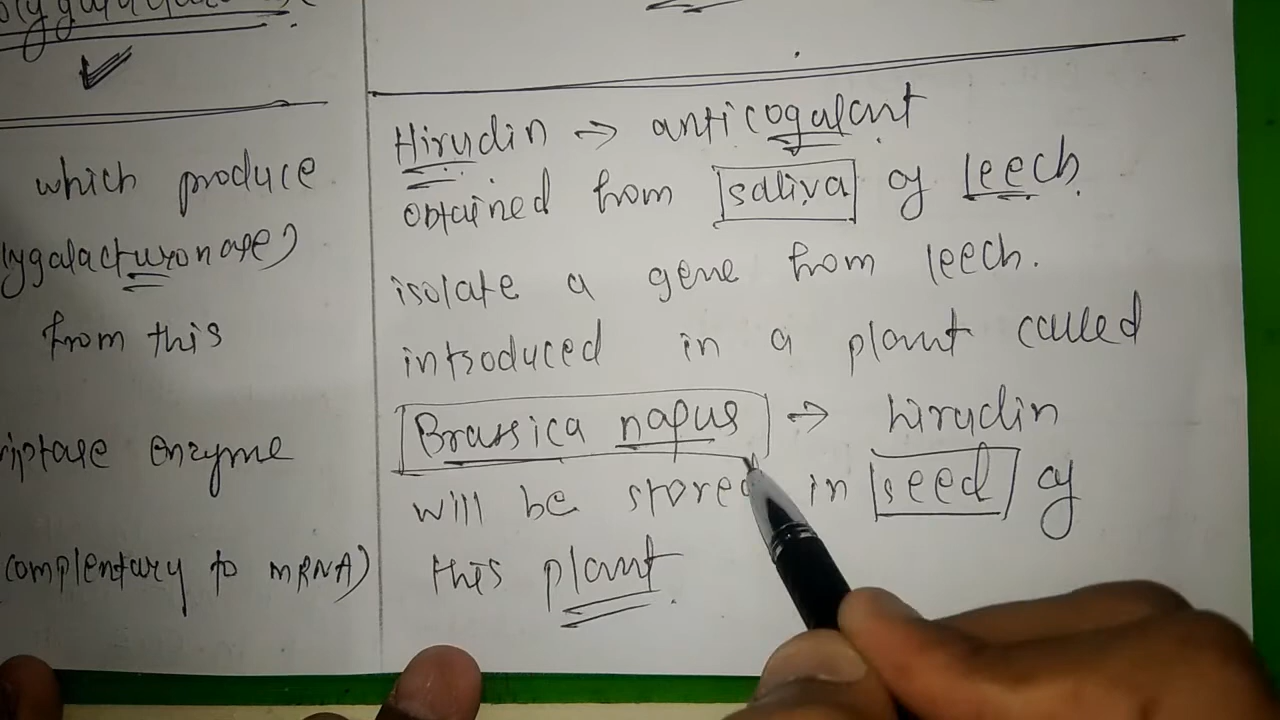 which produce
lygalacturonase)
from this
riptase enzyme
complentary to mRNA)
Hirudin → anticogulant
obtained from saliva of leech.
isolate a gene from leech.
introduced in a plant called
Brassica napus → hirudin
will be stored in seed of
this plant.